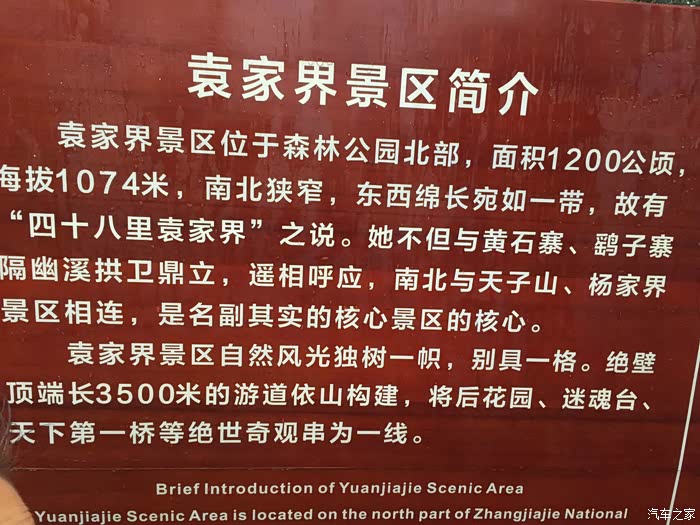 袁家界景区简介
袁家界景区位于森林公园北部，面积1200公顷，
海拔1074米，南北狭窄，东西绵长宛如一带，故有
“四十八里袁家界”之说。她不但与黄石寨、鹞子寨
隔幽溪拱卫鼎立，遥相呼应，南北与天子山、杨家界
景区相连，是名副其实的核心景区的核心。
袁家界景区自然风光独树一帜，别具一格。绝壁
顶端长3500米的游道依山构建，将后花园、迷魂台、
天下第一桥等绝世奇观串为一线。
Brief Introduction of Yuanjiajie Scenic Area
Yuanjiajie Scenic Area is located on the north part of Zhangjiajie National
汽车之家